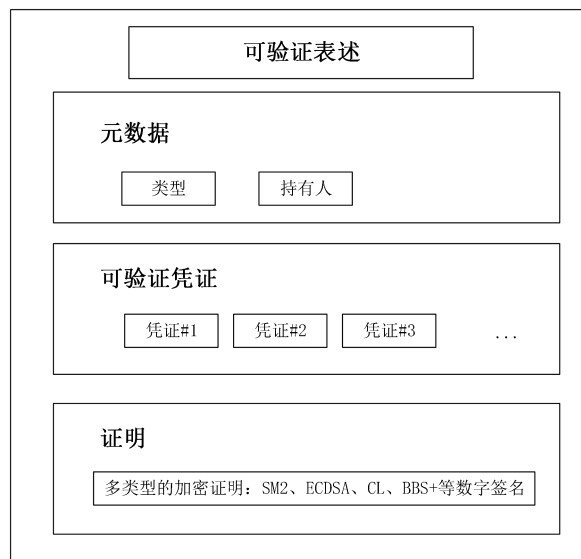 可验证表述
元数据
类型 持有人
可验证凭证
凭证#1 凭证#2 凭证#3 ...
证明
多类型的加密证明：SM2、ECDSA、CL、BBS+等数字签名